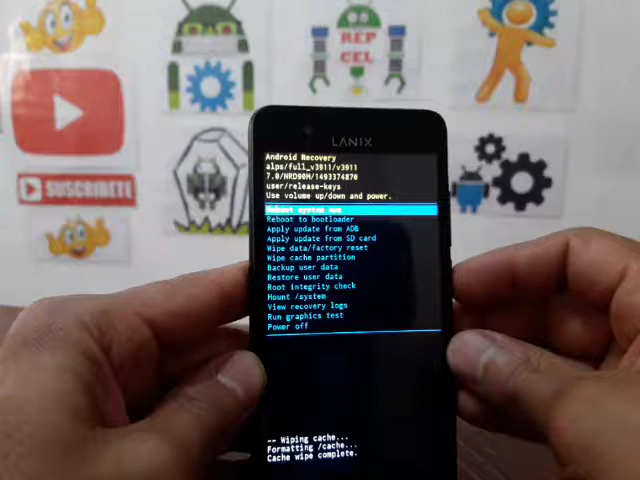 REP
CEL
SUSCRIBETE
LANIX
Android Recovery
alps/full_v3911/v3911
7.0/NRD90M/1493374870
user/release-keys
Use volume up/down and power.
Reboot system now
Reboot to bootloader
Apply update from ADB
Apply update from SD card
Wipe data/factory reset
Wipe cache partition
Backup user data
Restore user data
Root integrity check
Mount /system
View recovery logs
Run graphics test
Power off
-- Wiping cache...
Formatting /cache...
Cache wipe complete.